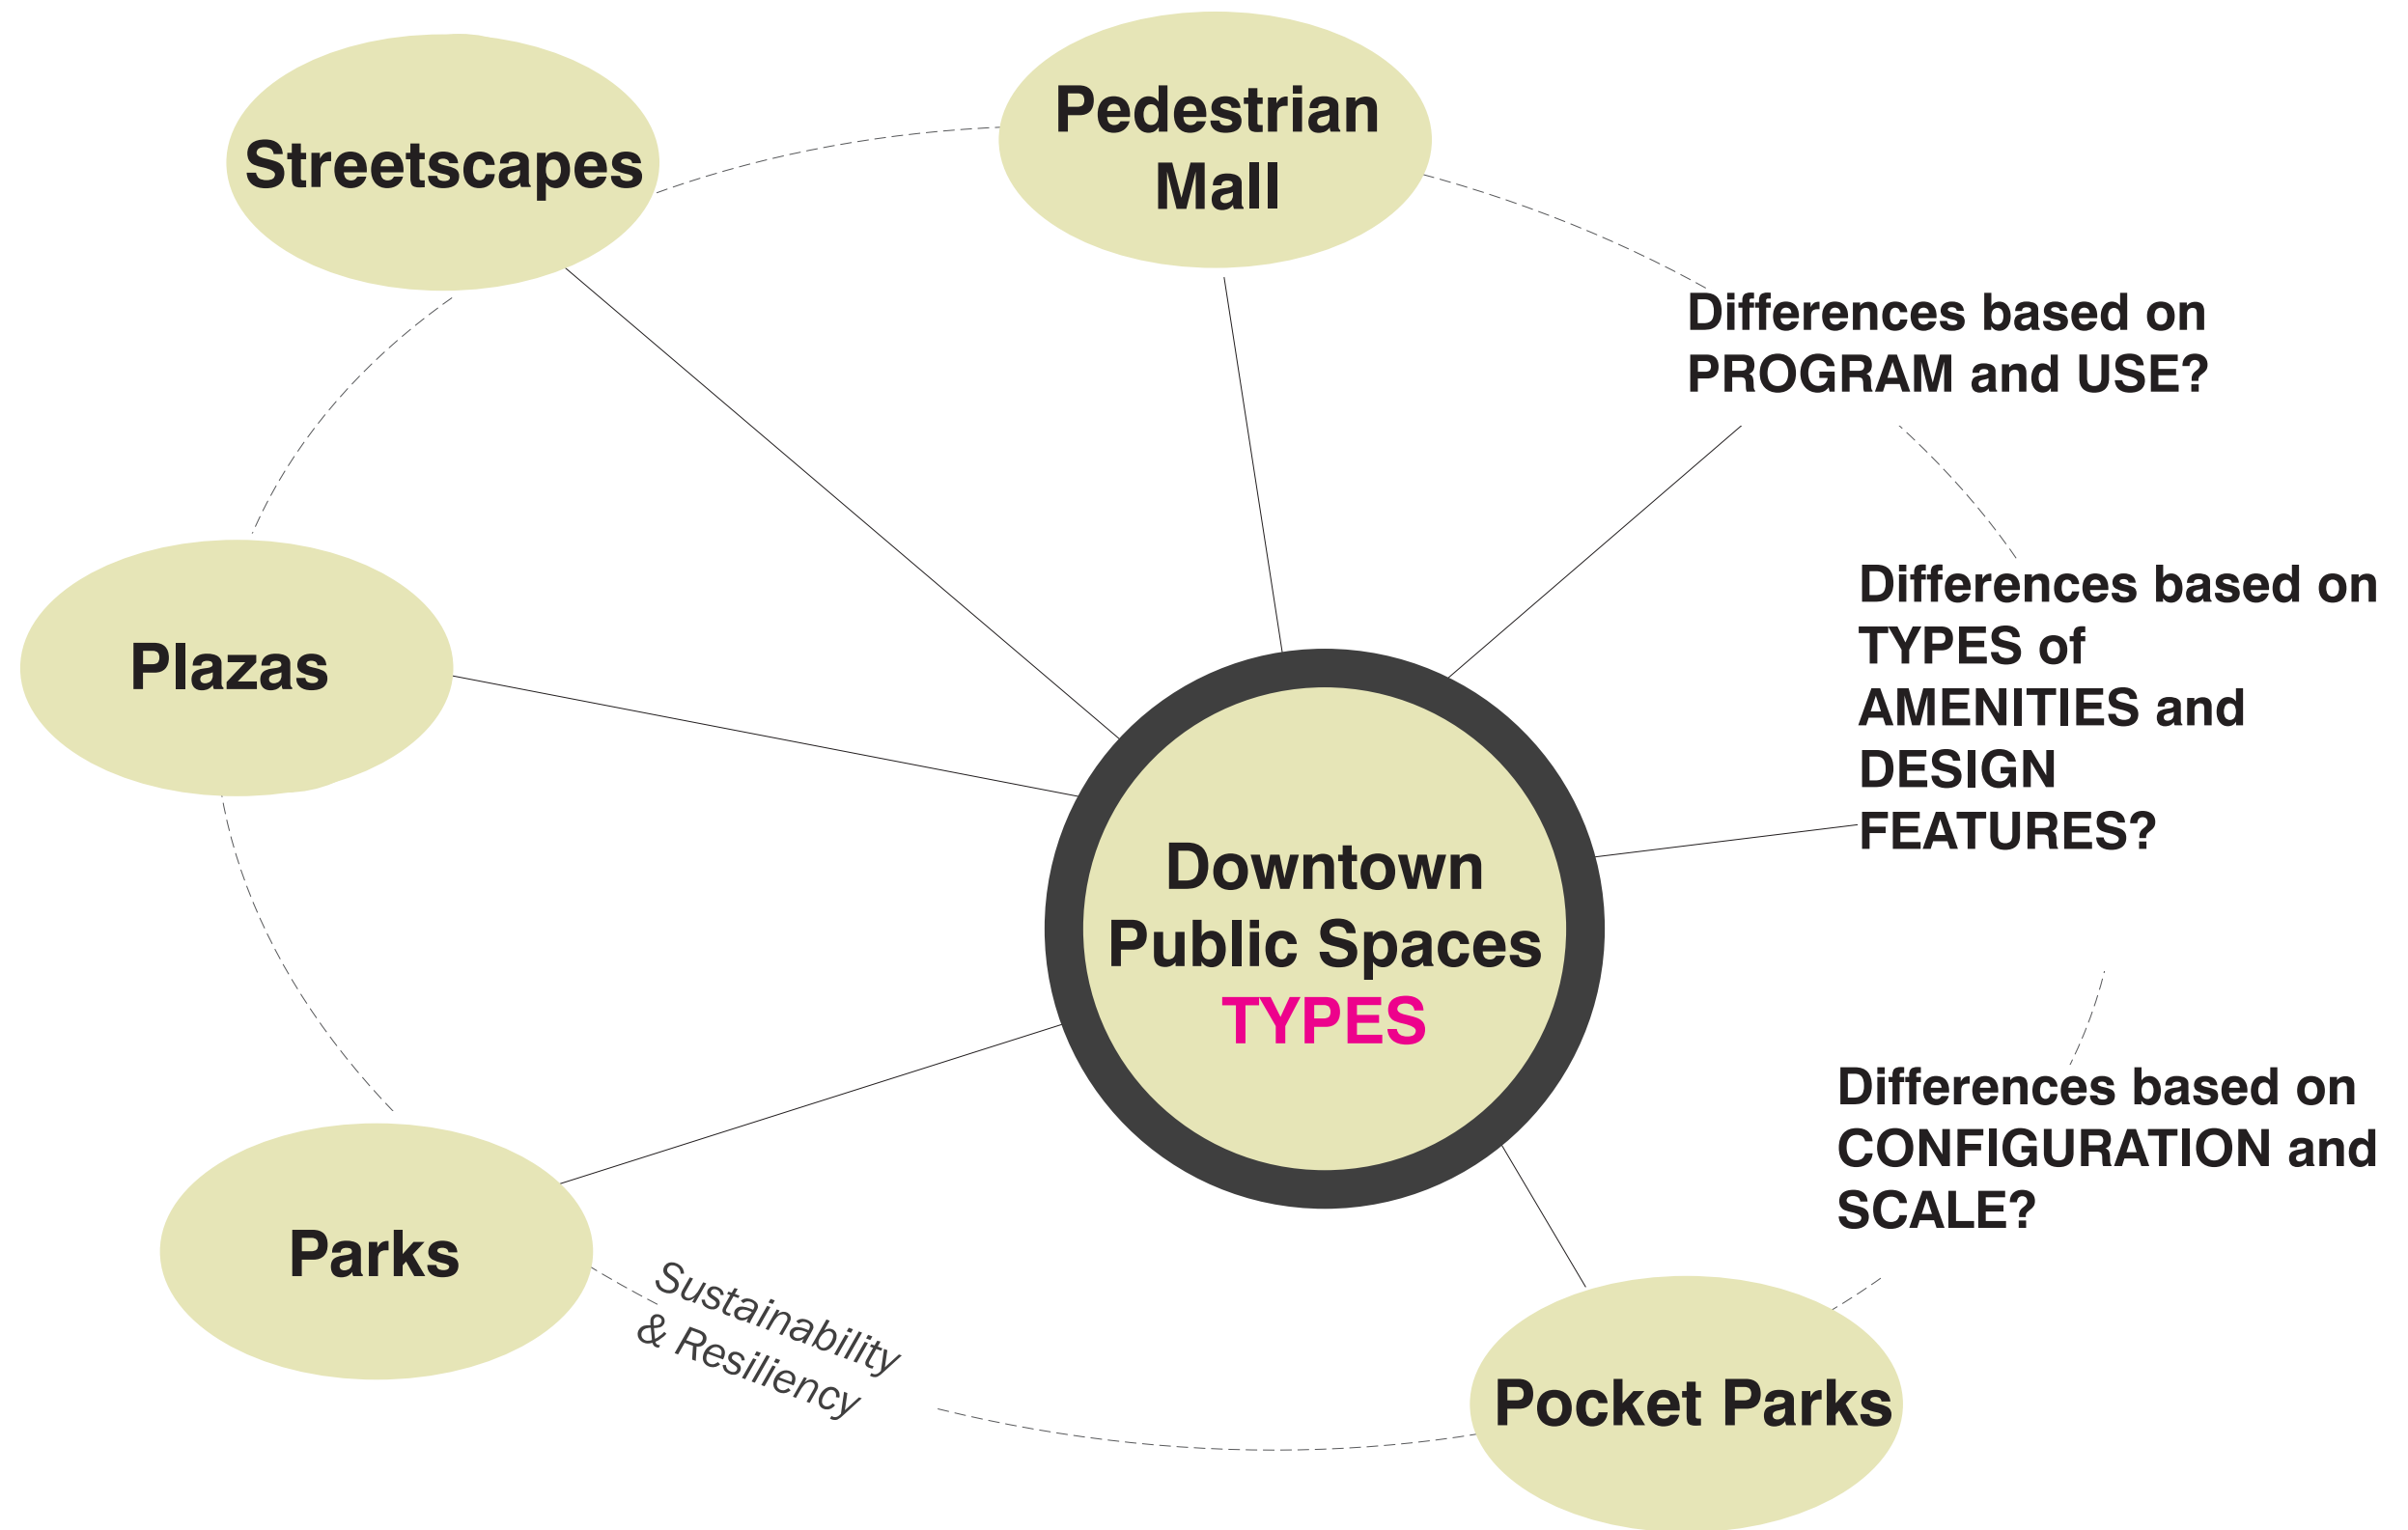 Streetscapes
Pedestrian
Mall
Differences based on
PROGRAM and USE?
Differences based on
TYPES of
AMENITIES and
DESIGN
FEATURES?
Plazas
Downtown
Public Spaces
TYPES
Differences based on
CONFIGURATION and
SCALE?
Parks
Sustainability
& Resiliency
Pocket Parks